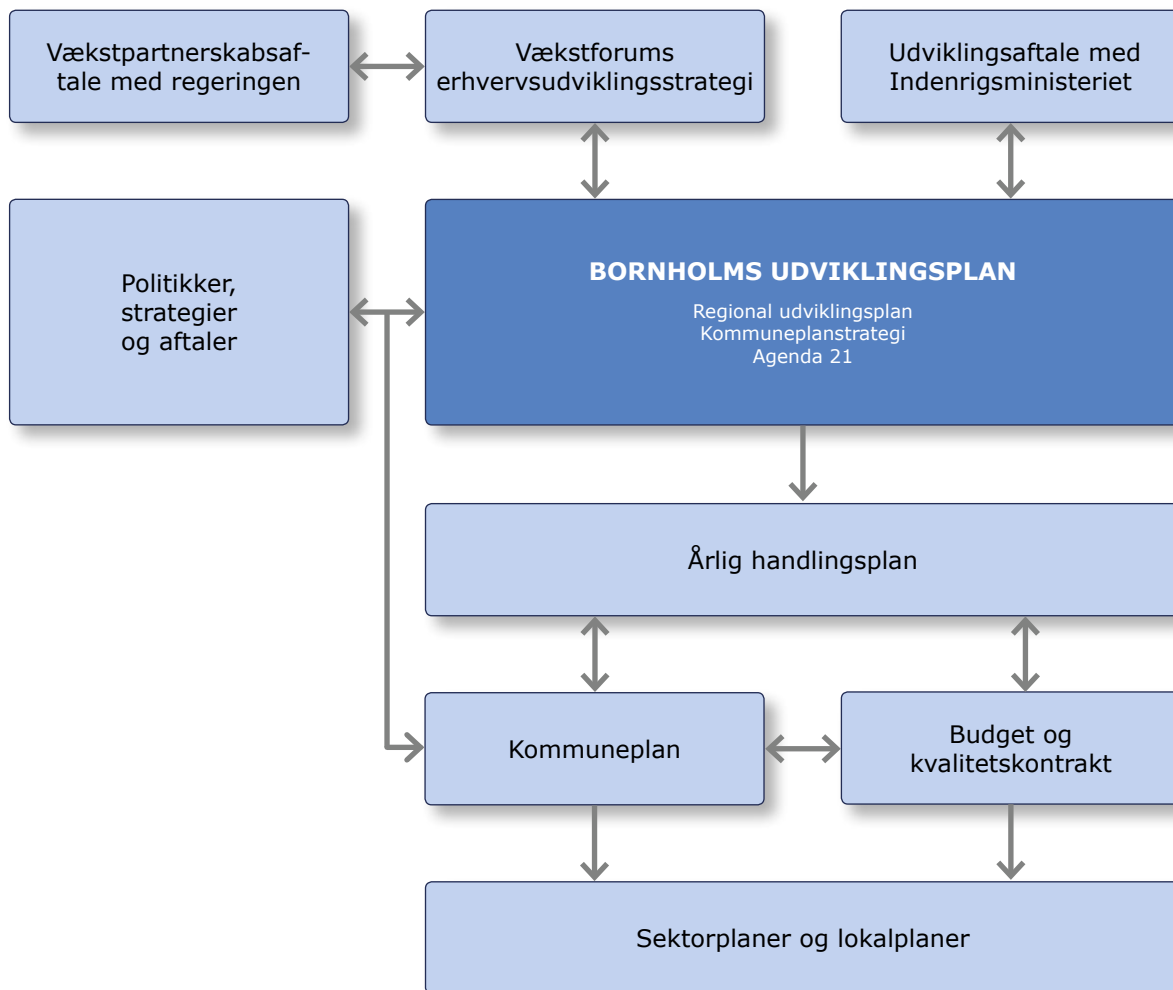 Vækstpartnerskabsaf-
tale med regeringen
Vækstforums
erhvervsudviklingsstrategi
Udviklingsaftale med
Indenrigsministeriet
Politikker,
strategier
og aftaler
BORNHOLMS UDVIKLINGSPLAN
Regional udviklingsplan
Kommuneplanstrategi
Agenda 21
Årlig handlingsplan
Kommuneplan
Budget og
kvalitetskontrakt
Sektorplaner og lokalplaner